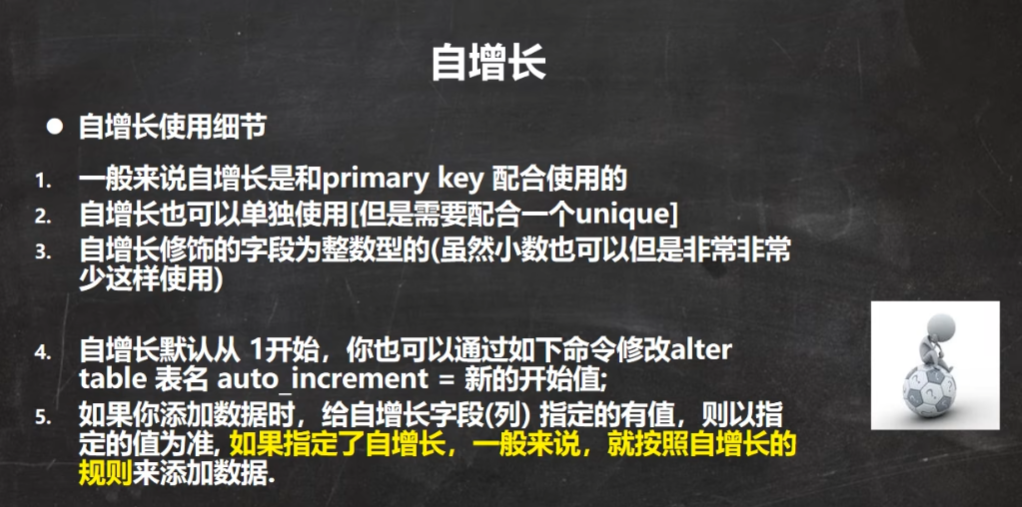 自增长
● 自增长使用细节
1. 一般来说自增长是和primary key 配合使用的
2. 自增长也可以单独使用[但是需要配合一个unique]
3. 自增长修饰的字段为整数型的(虽然小数也可以但是非常非常
少这样使用)
4. 自增长默认从 1开始，你也可以通过如下命令修改alter
table 表名 auto_increment = 新的开始值;
5. 如果你添加数据时，给自增长字段(列) 指定的有值，则以指
定的值为准, 如果指定了自增长，一般来说，就按照自增长的
规则来添加数据.